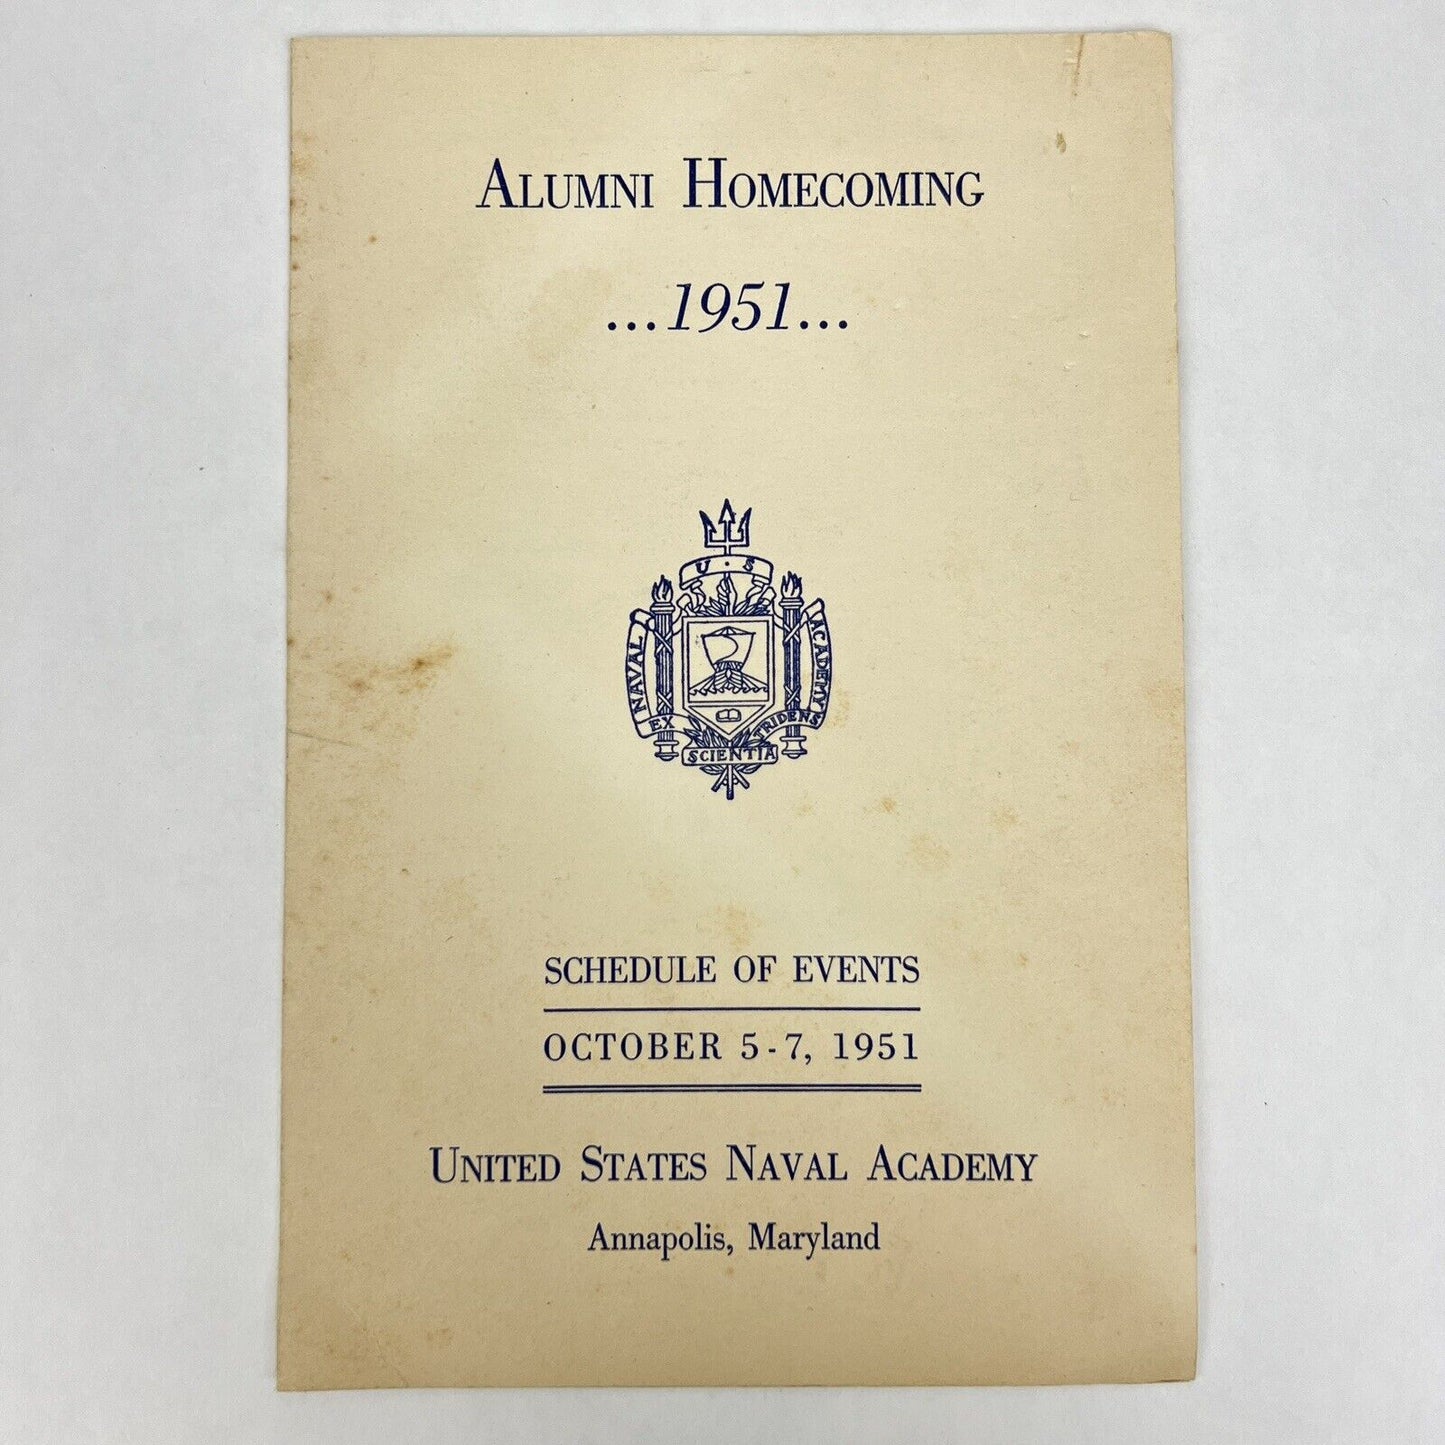 ALUMNI HOMECOMING
...1951...
U · S
NAVAL ACADEMY
EX TRIDENS
SCIENTIA
SCHEDULE OF EVENTS
OCTOBER 5-7, 1951
UNITED STATES NAVAL ACADEMY
Annapolis, Maryland